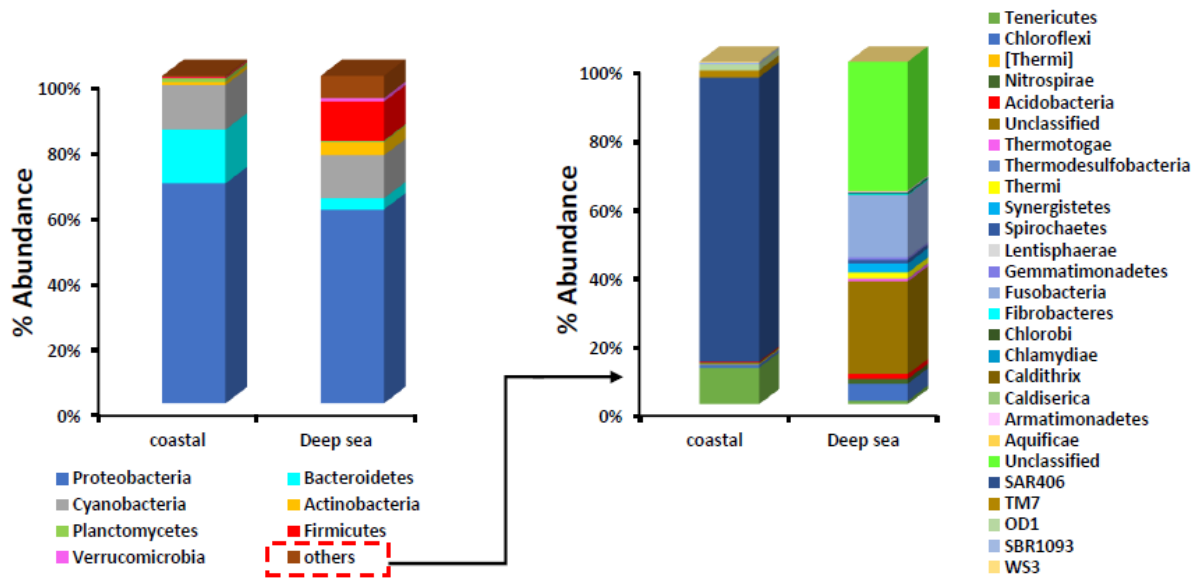 % Abundance
100%
80%
60%
40%
20%
0%
coastal
Deep sea
Proteobacteria
Bacteroidetes
Cyanobacteria
Actinobacteria
Planctomycetes
Firmicutes
Verrucomicrobia
others
% Abundance
100%
80%
60%
40%
20%
0%
coastal
Deep sea
Tenericutes
Chloroflexi
[Thermi]
Nitrospirae
Acidobacteria
Unclassified
Thermotogae
Thermodesulfobacteria
Thermi
Synergistetes
Spirochaetes
Lentisphaerae
Gemmatimonadetes
Fusobacteria
Fibrobacteres
Chlorobi
Chlamydiae
Caldithrix
Caldiserica
Armatimonadetes
Aquificae
Unclassified
SAR406
TM7
OD1
SBR1093
WS3